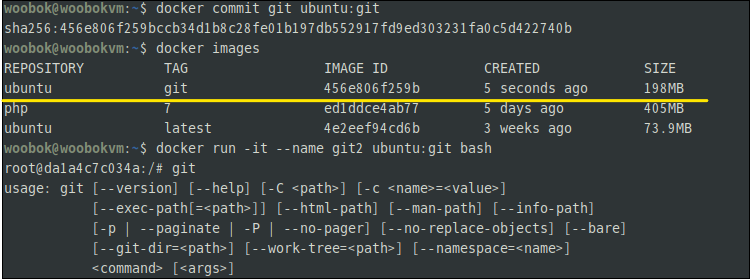 woobok@woobokvm:~$ docker commit git ubuntu:git
sha256:456e806f259bccb34d1b8c28fe01b197db552917fd9ed303231fa0c5d422740b
woobok@woobokvm:~$ docker images
REPOSITORY TAG IMAGE ID CREATED SIZE
ubuntu git 456e806f259b 5 seconds ago 198MB
php 7 ed1ddce4ab77 5 days ago 405MB
ubuntu latest 4e2eef94cd6b 3 weeks ago 73.9MB
woobok@woobokvm:~$ docker run -it --name git2 ubuntu:git bash
root@da1a4c7c034a:/# git
usage: git [--version] [--help] [-C <path>] [-c <name>=<value>]
[--exec-path[=<path>]] [--html-path] [--man-path] [--info-path]
[-p | --paginate | -P | --no-pager] [--no-replace-objects] [--bare]
[--git-dir=<path>] [--work-tree=<path>] [--namespace=<name>]
<command> [<args>]